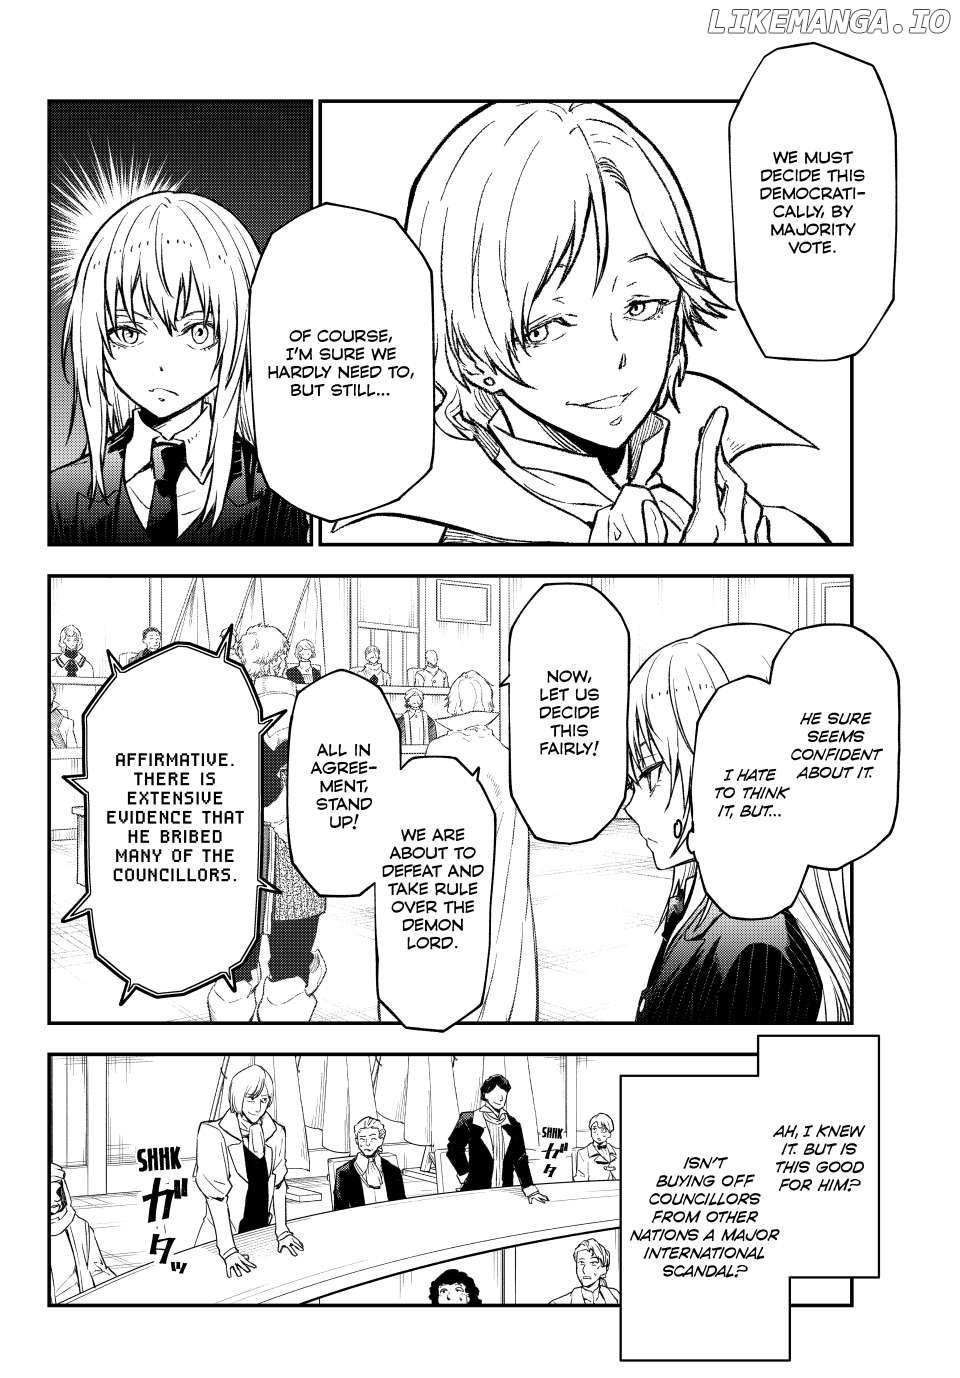 LIKEMANGA.IO
WE MUST
DECIDE THIS
DEMOCRATI-
CALLY, BY
MAJORITY
VOTE.
OF COURSE,
I'M SURE WE
HARDLY NEED TO,
BUT STILL...
HE SURE
SEEMS
CONFIDENT
ABOUT IT.
I HATE
TO THINK
IT, BUT...
NOW,
LET US
DECIDE
THIS
FAIRLY!
WE ARE
ABOUT TO
DEFEAT AND
TAKE RULE
OVER THE
DEMON
LORD.
ALL IN
AGREE-
MENT,
STAND
UP!
AFFIRMATIVE.
THERE IS
EXTENSIVE
EVIDENCE THAT
HE BRIBED
MANY OF THE
COUNCILLORS.
AH, I KNEW
IT. BUT IS
THIS GOOD
FOR HIM?
ISN'T
BUYING OFF
COUNCILLORS
FROM OTHER
NATIONS A MAJOR
INTERNATIONAL
SCANDAL?
SHHK
ガタ
SHHK
ガタッ